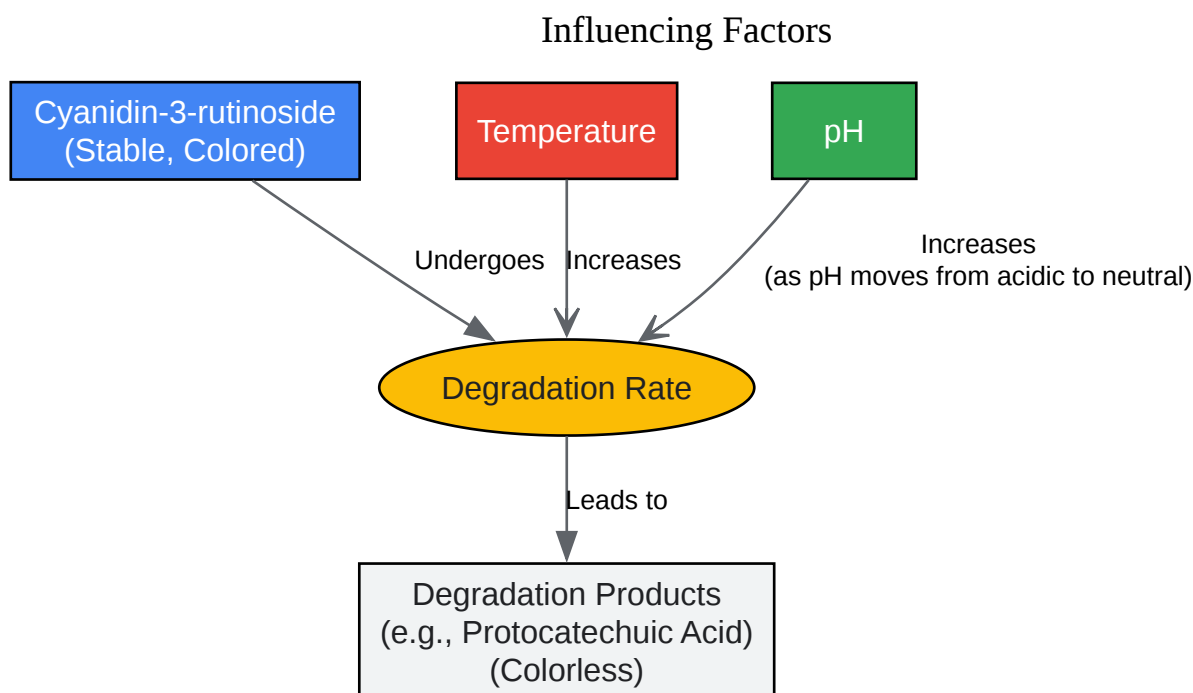 Influencing Factors
Cyanidin-3-rutinoside
(Stable, Colored)
Temperature
pH
Undergoes
Increases
Increases
(as pH moves from acidic to neutral)
Degradation Rate
Leads to
Degradation Products
(e.g., Protocatechuic Acid)
(Colorless)